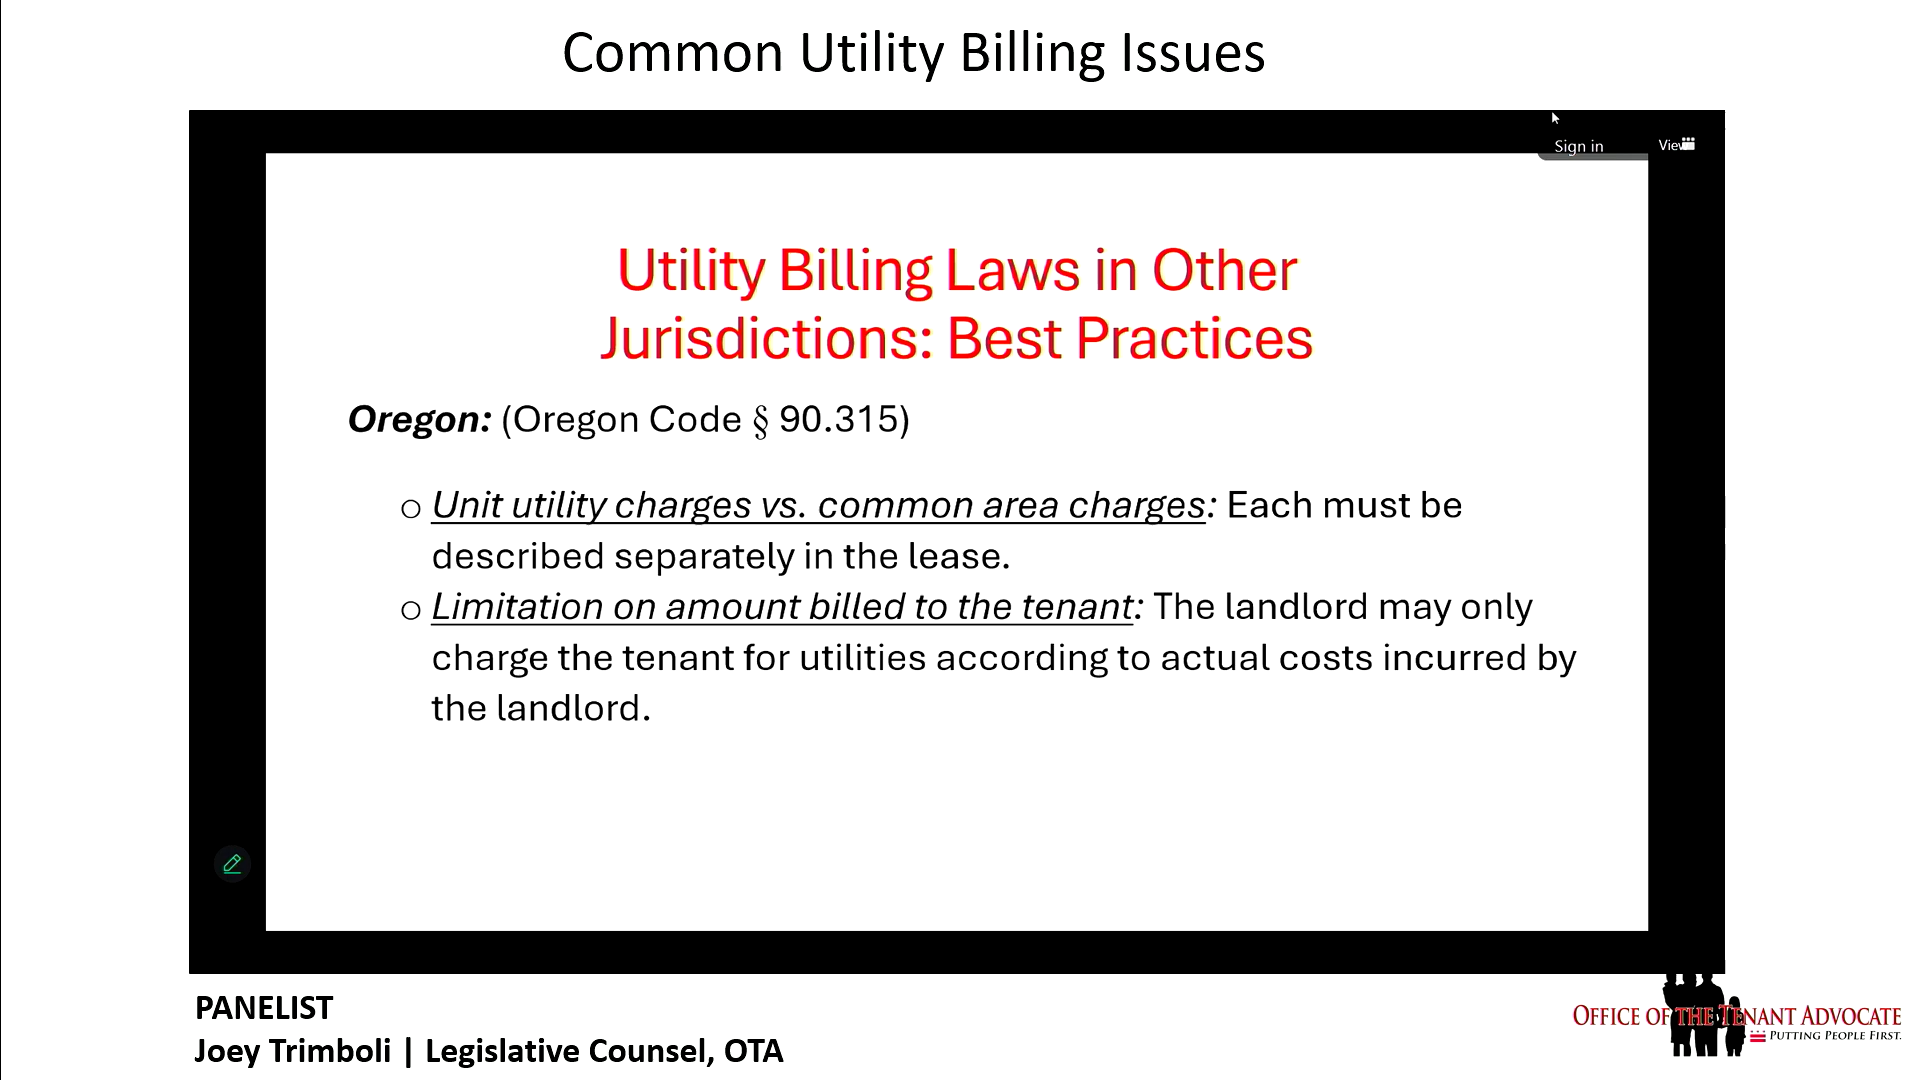 Common Utility Billing Issues
Sign in
View
Utility Billing Laws in Other
Jurisdictions: Best Practices
Oregon: (Oregon Code § 90.315)
o Unit utility charges vs. common area charges: Each must be
described separately in the lease.
o Limitation on amount billed to the tenant: The landlord may only
charge the tenant for utilities according to actual costs incurred by
the landlord.
PANELIST
Joey Trimboli | Legislative Counsel, OTA
OFFICE OF THE TENANT ADVOCATE
PUTTING PEOPLE FIRST.